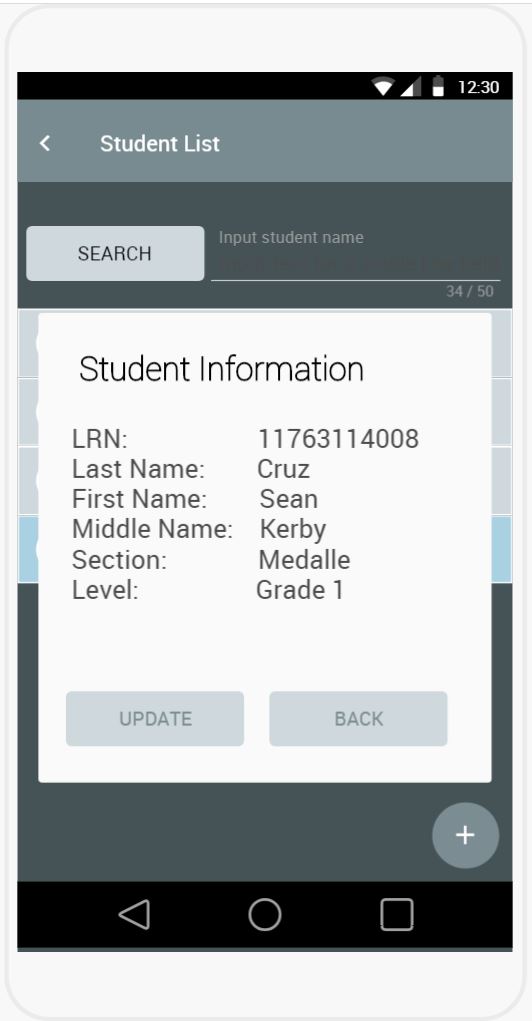 12:30
Student List
SEARCH
Input student name
34 / 50
Student Information
LRN: 11763114008
Last Name: Cruz
First Name: Sean
Middle Name: Kerby
Section: Medalle
Level: Grade 1
UPDATE BACK
+